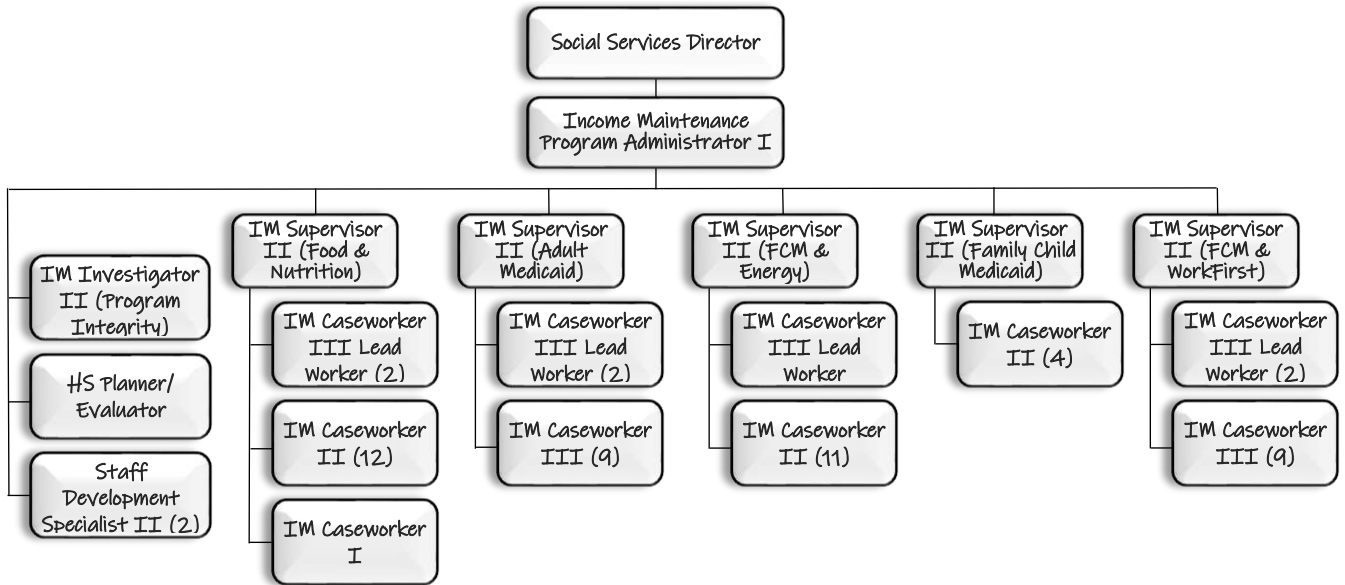 Social Services Director
Income Maintenance
Program Administrator I
IM Investigator
II (Program
Integrity)
HS Planner/
Evaluator
Staff
Development
Specialist II (2)
IM Supervisor
II (Food &
Nutrition)
IM Caseworker
III Lead
Worker (2)
IM Caseworker
II (12)
IM Caseworker
I
IM Supervisor
II (Adult
Medicaid)
IM Caseworker
III Lead
Worker (2)
IM Caseworker
III (9)
IM Supervisor
II (FCM &
Energy)
IM Caseworker
III Lead
Worker
IM Caseworker
II (11)
IM Supervisor
II (Family Child
Medicaid)
IM Caseworker
II (4)
IM Supervisor
II (FCM &
WorkFirst)
IM Caseworker
III Lead
Worker (2)
IM Caseworker
III (9)